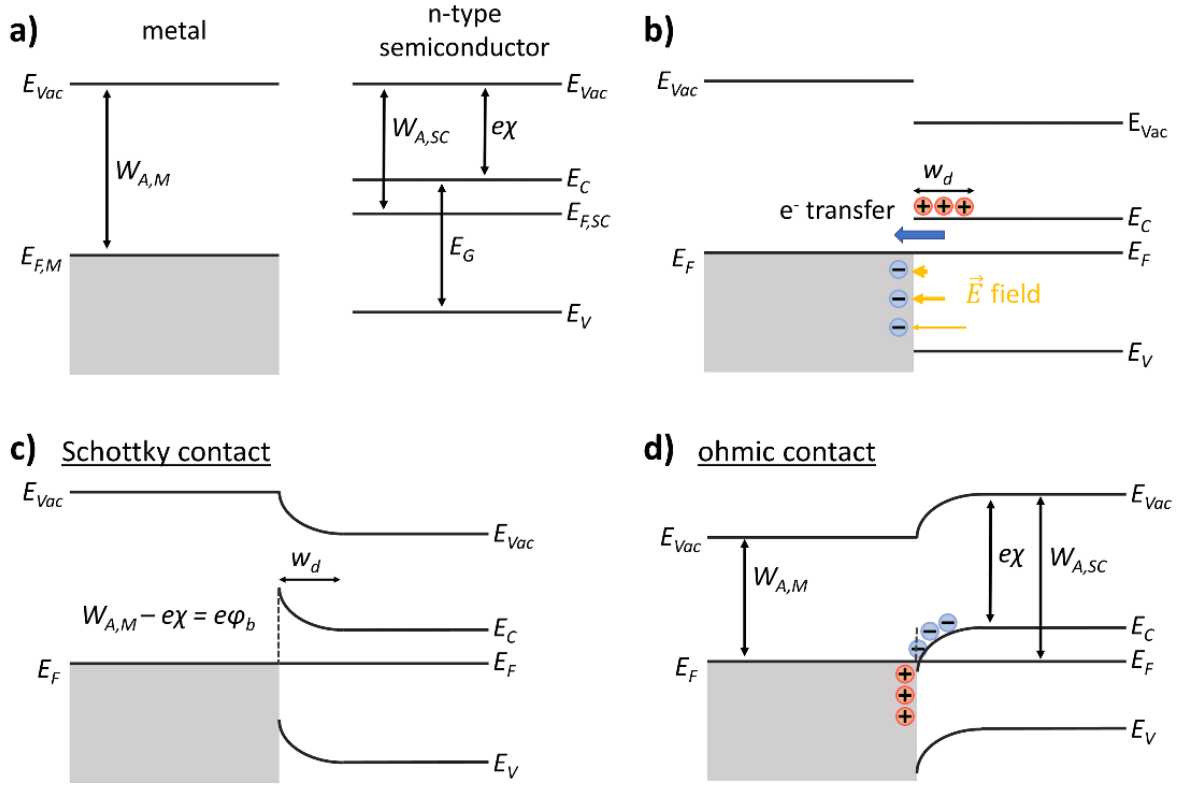 a)
metal
n-type
semiconductor
E_Vac
E_Vac
W_A,M
W_A,SC
eχ
E_C
E_F,SC
E_G
E_F,M
E_V
b)
E_Vac
E_Vac
w_d
+ + +
e⁻ transfer
E_C
E_F
E_F
−
−
−
E⃗ field
E_V
c) Schottky contact
E_Vac
E_Vac
w_d
W_A,M – eχ = eφ_b
E_C
E_F
E_F
E_V
d) ohmic contact
E_Vac
E_Vac
W_A,M
eχ
W_A,SC
− − −
E_C
E_F
E_F
+
+
+
E_V